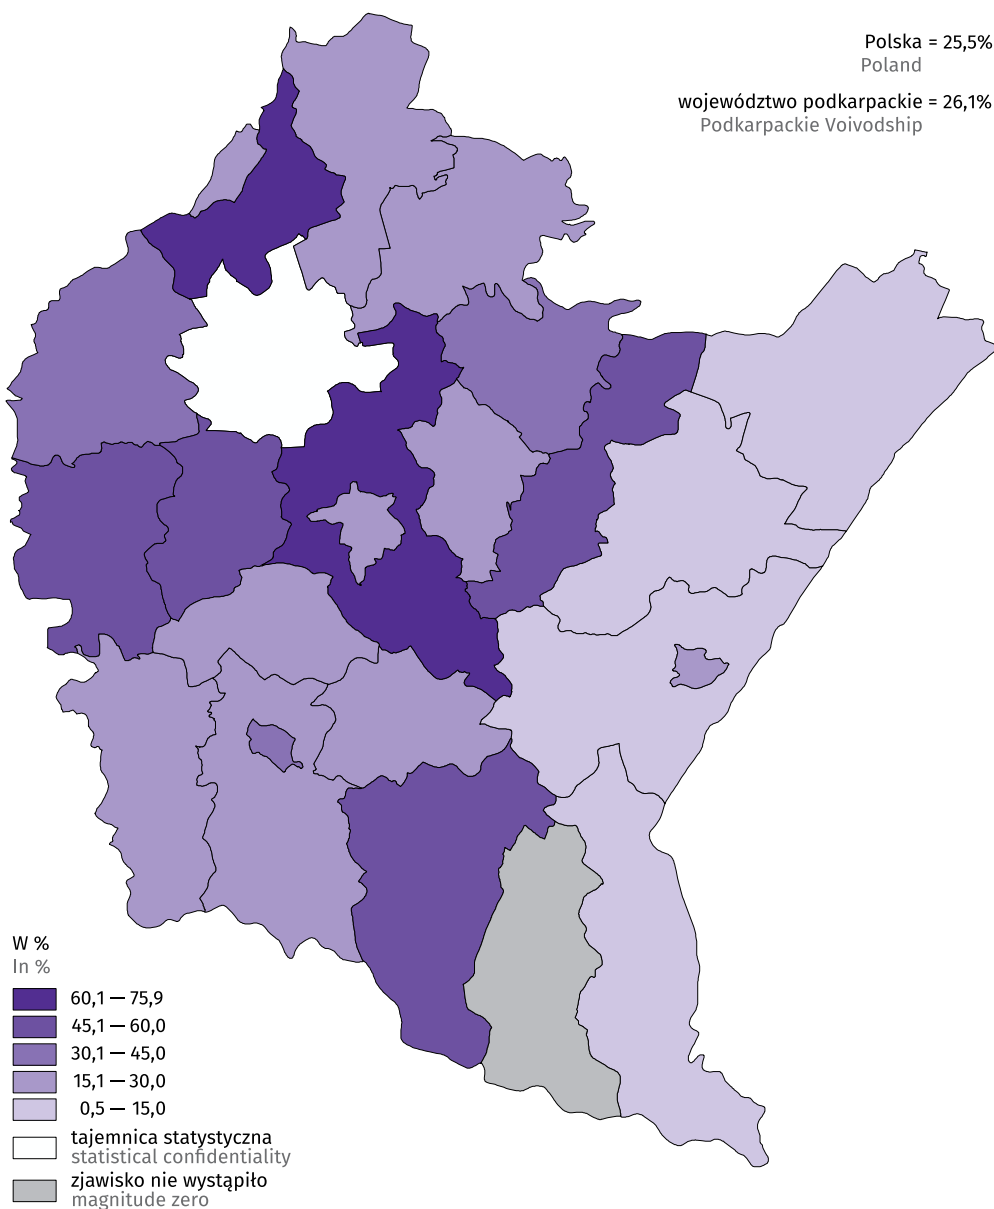 Polska = 25,5%
Poland
województwo podkarpackie = 26,1%
Podkarpackie Voivodship
W %
In %
60,1 — 75,9
45,1 — 60,0
30,1 — 45,0
15,1 — 30,0
0,5 — 15,0
tajemnica statystyczna
statistical confidentiality
zjawisko nie wystąpiło
magnitude zero